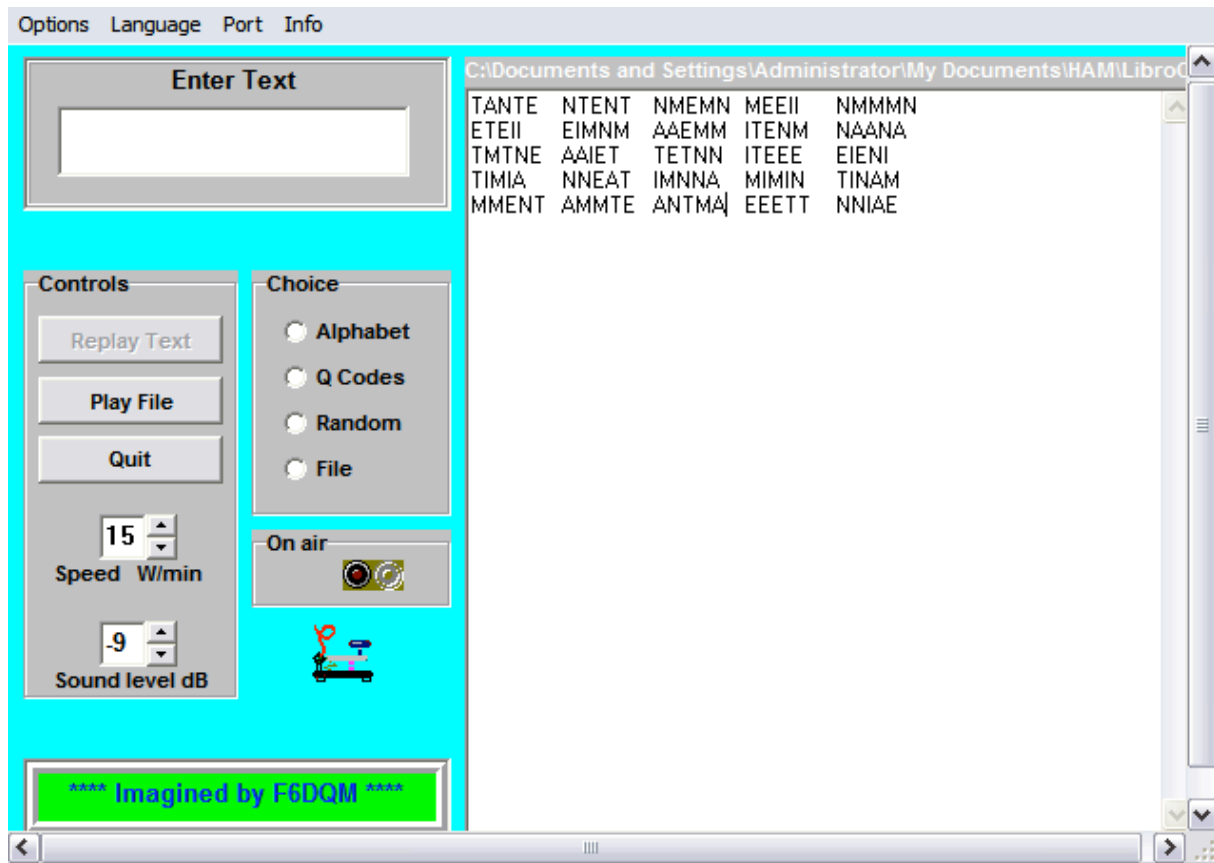 Options Language Port Info
Enter Text
C:\Documents and Settings\Administrator\My Documents\HAM\Libro
TANTE NTENT NMEMN MEEII NMMMN
ETEII EIMNM AAEMM ITENM NAANA
TMTNE AAIET TETNN ITEEE EIENI
TIMIA NNEAT IMNNA MIMIN TINAM
MMENT AMMTE ANTMA EEETT NNIAE
Controls
Replay Text
Play File
Quit
15
Speed W/min
-9
Sound level dB
Choice
Alphabet
Q Codes
Random
File
On air
**** Imagined by F6DQM ****